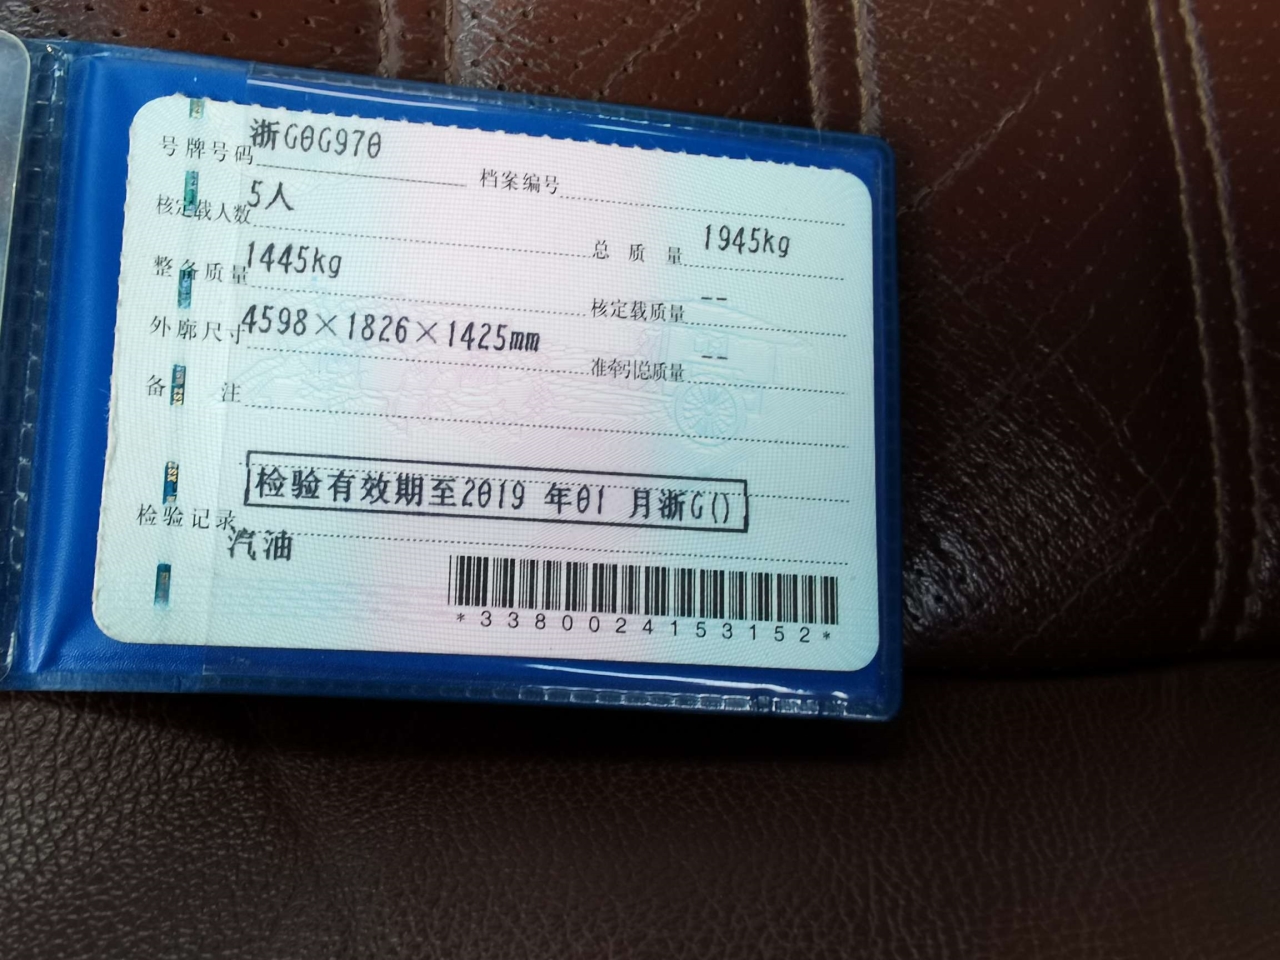 号牌号码 浙G0G970 档案编号
核定载人数 5人 总质量 1945kg
整备质量 1445kg 核定载质量 --
外廓尺寸 4598×1826×1425mm 准牵引总质量 --
备注
检验有效期至2019 年01 月浙G()
检验记录
汽油
*3380024153152*